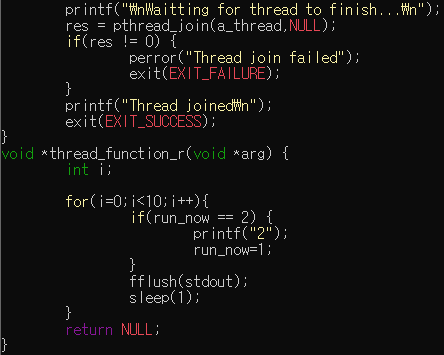 printf("₩nWaitting for thread to finish...₩n");
res = pthread_join(a_thread,NULL);
if(res != 0) {
perror("Thread join failed");
exit(EXIT_FAILURE);
}
printf("Thread joined₩n");
exit(EXIT_SUCCESS);
}
void *thread_function_r(void *arg) {
int i;
for(i=0;i<10;i++){
if(run_now == 2) {
printf("2");
run_now=1;
}
fflush(stdout);
sleep(1);
}
return NULL;
}